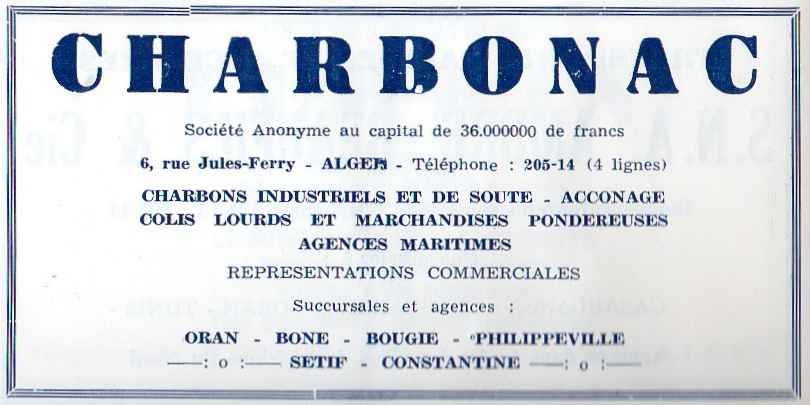 CHARBONAC
Société Anonyme au capital de 36.000000 de francs
6, rue Jules-Ferry - ALGER - Téléphone : 205-14 (4 lignes)
CHARBONS INDUSTRIELS ET DE SOUTE - ACCONAGE
COLIS LOURDS ET MARCHANDISES PONDEREUSES
AGENCES MARITIMES
REPRESENTATIONS COMMERCIALES
Succursales et agences :
ORAN - BONE - BOUGIE - PHILIPPEVILLE
——: o :—— SETIF - CONSTANTINE ——: o :——